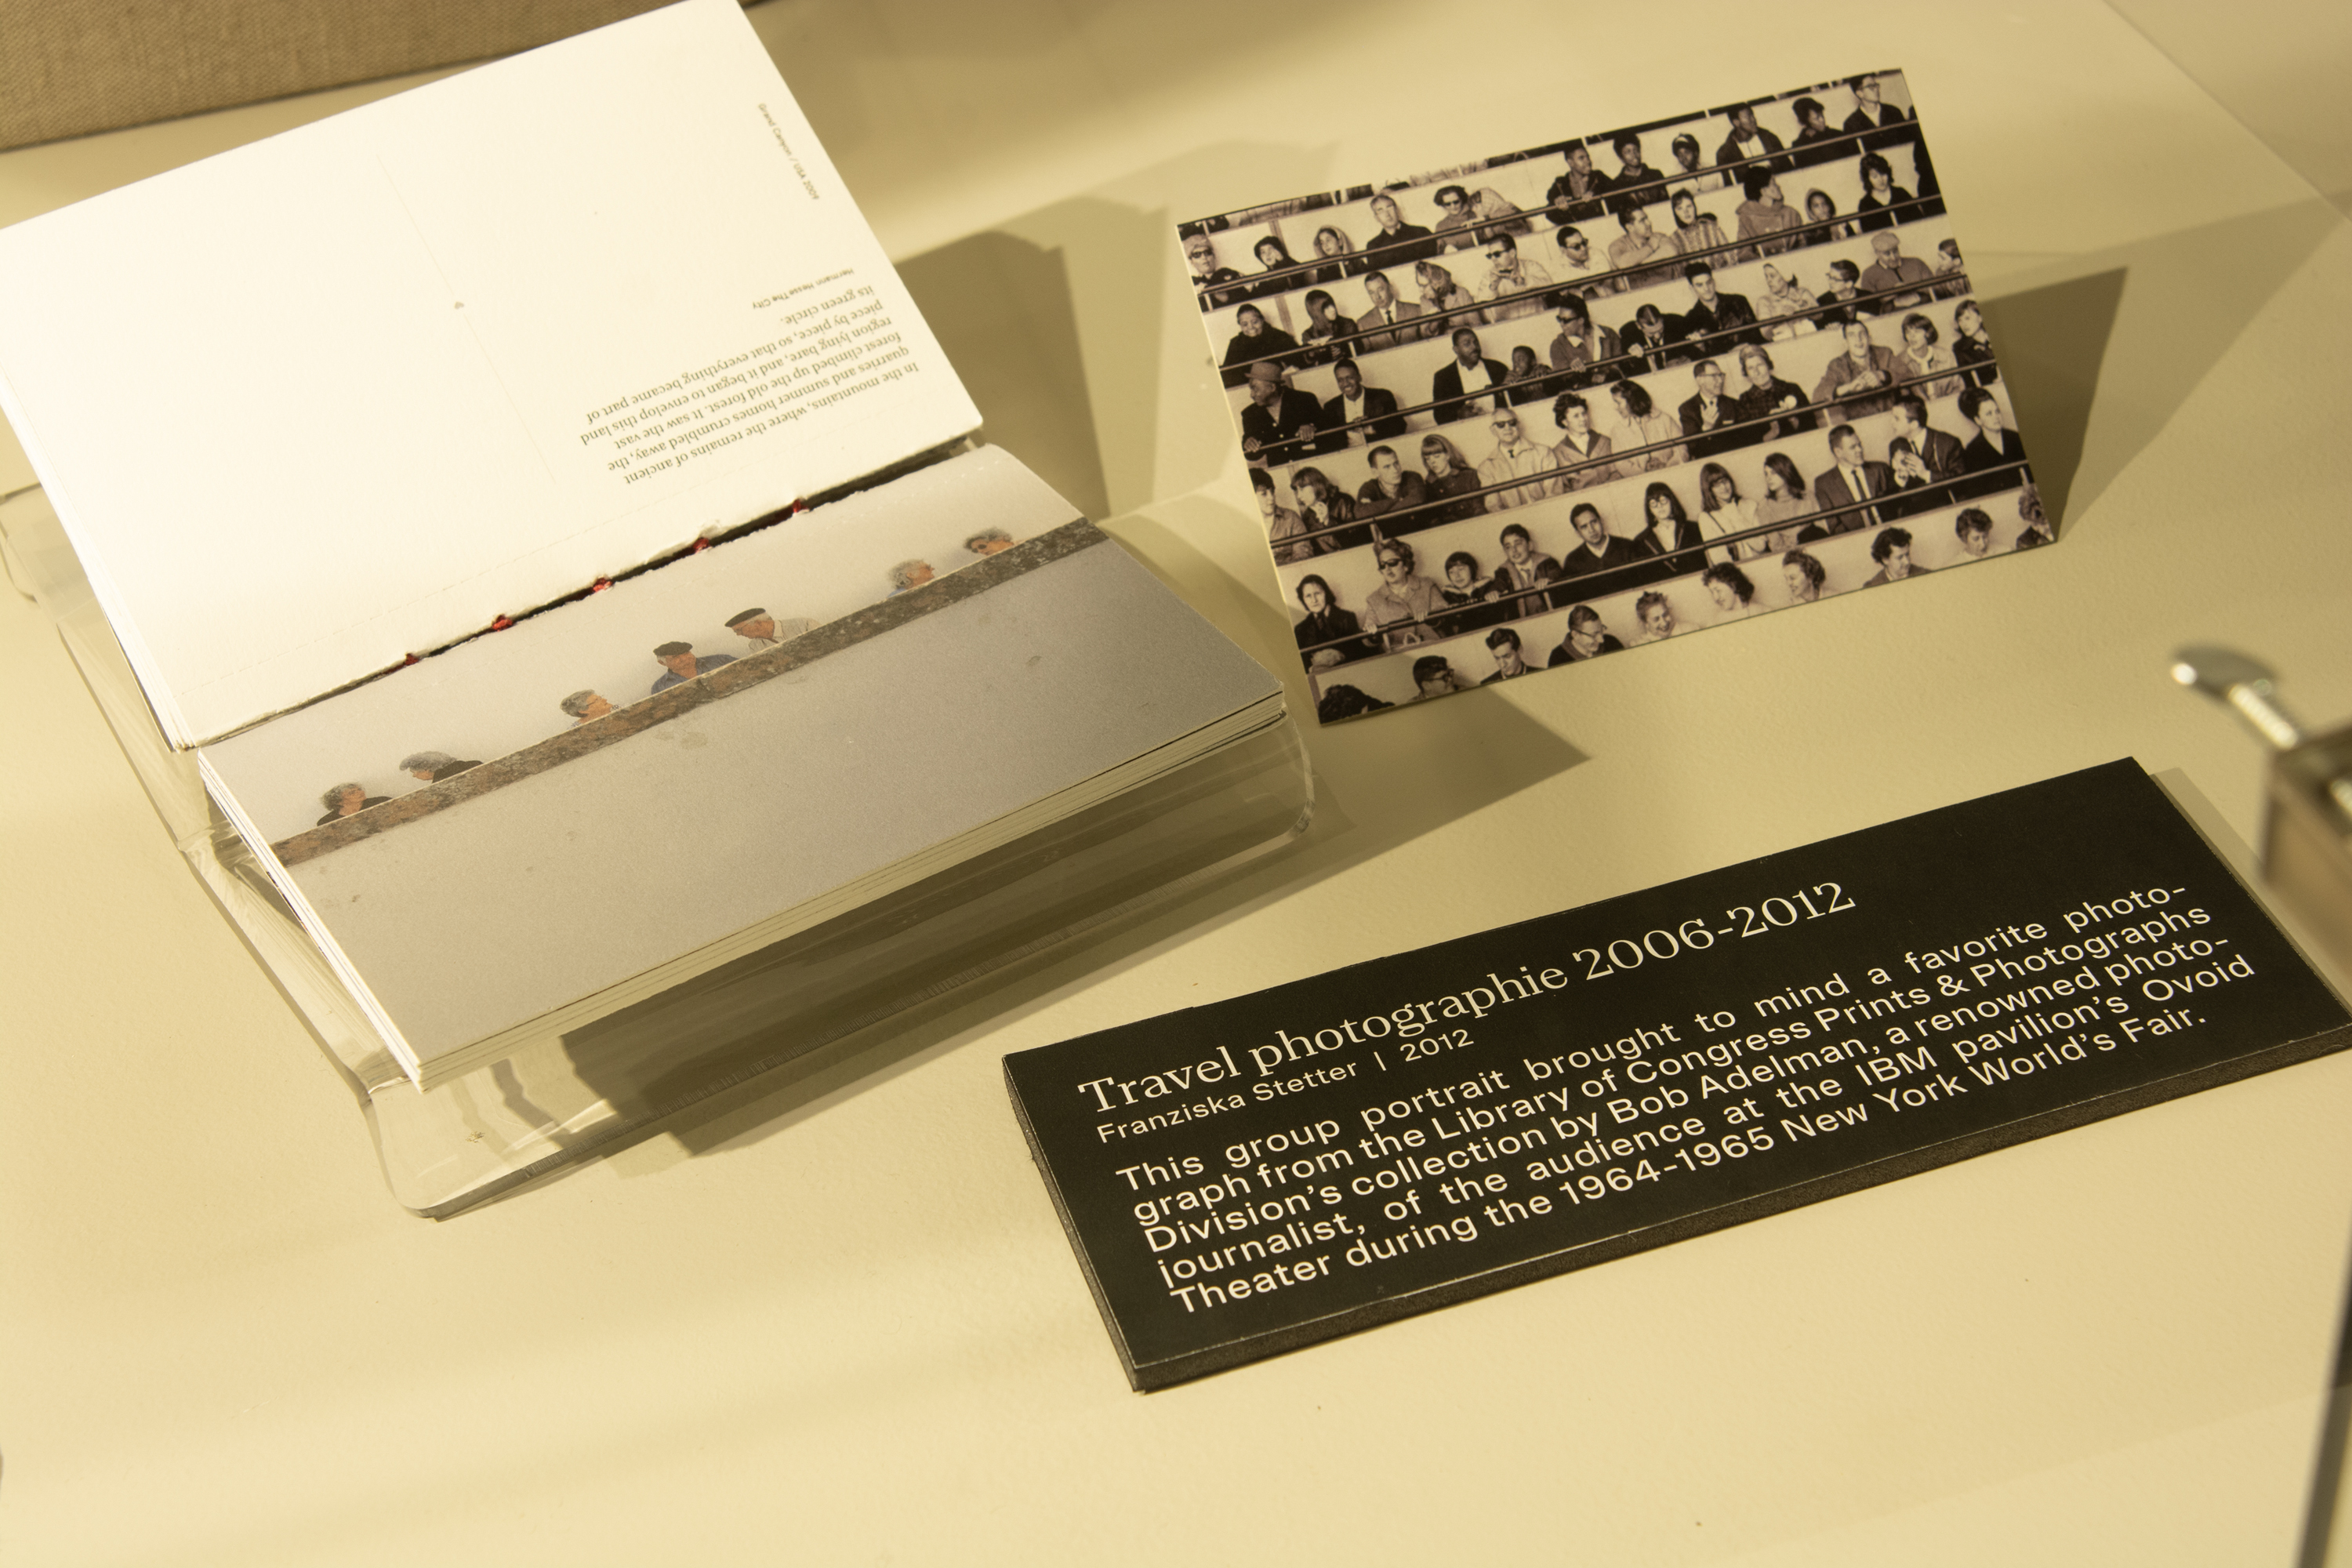 Grand Canyon / USA 2009
In the mountains, where the remains of ancient
quarries and summer homes crumbled away, the
forest climbed up the old forest. It saw the vast
region lying bare, and it began to envelop this land
piece by piece, so that everything became part of
its green circle.
Hermann Hesse The City
Travel photographie 2006-2012
Franziska Stetter | 2012
This group portrait brought to mind a favorite photo-
graph from the Library of Congress Prints & Photographs
Division's collection by Bob Adelman, a renowned photo-
journalist, of the audience at the IBM pavilion's Ovoid
Theater during the 1964-1965 New York World's Fair.